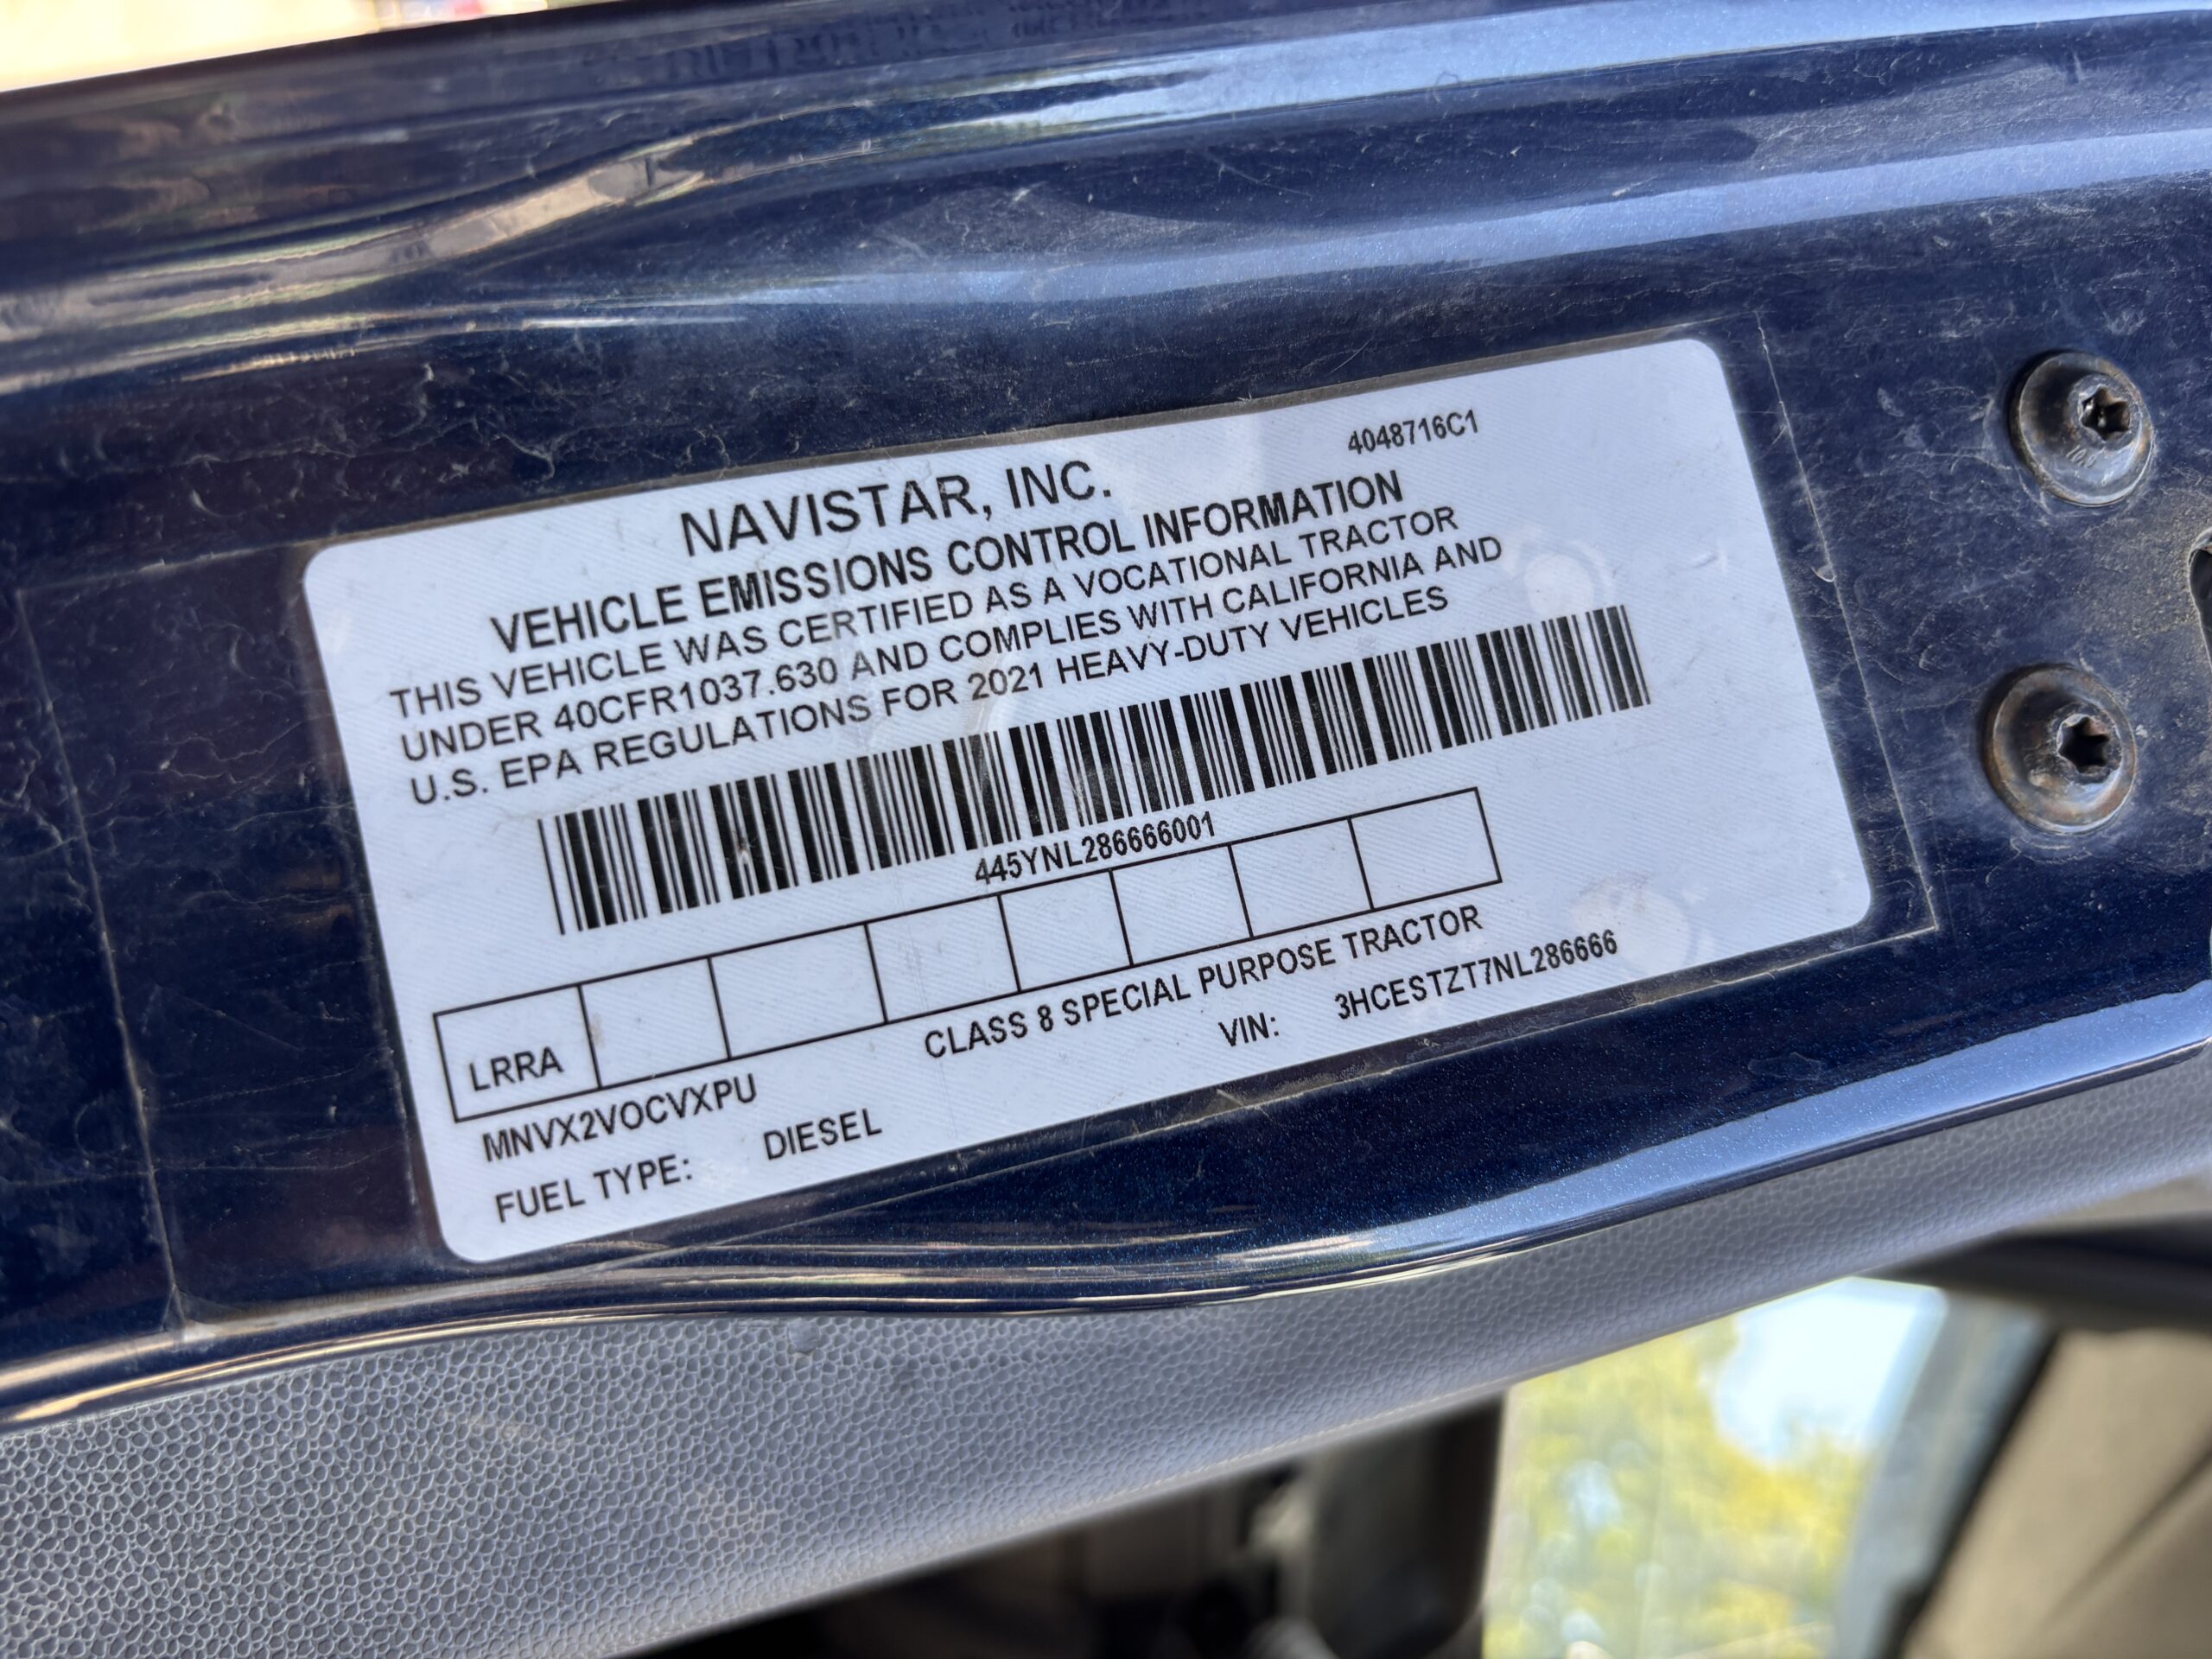 4048716C1
NAVISTAR, INC.
VEHICLE EMISSIONS CONTROL INFORMATION
THIS VEHICLE WAS CERTIFIED AS A VOCATIONAL TRACTOR
UNDER 40CFR1037.630 AND COMPLIES WITH CALIFORNIA AND
U.S. EPA REGULATIONS FOR 2021 HEAVY-DUTY VEHICLES
445YNL286666001
LRRA
MNVX2VOCVXPU CLASS 8 SPECIAL PURPOSE TRACTOR
FUEL TYPE: DIESEL VIN: 3HCESTZT7NL286666